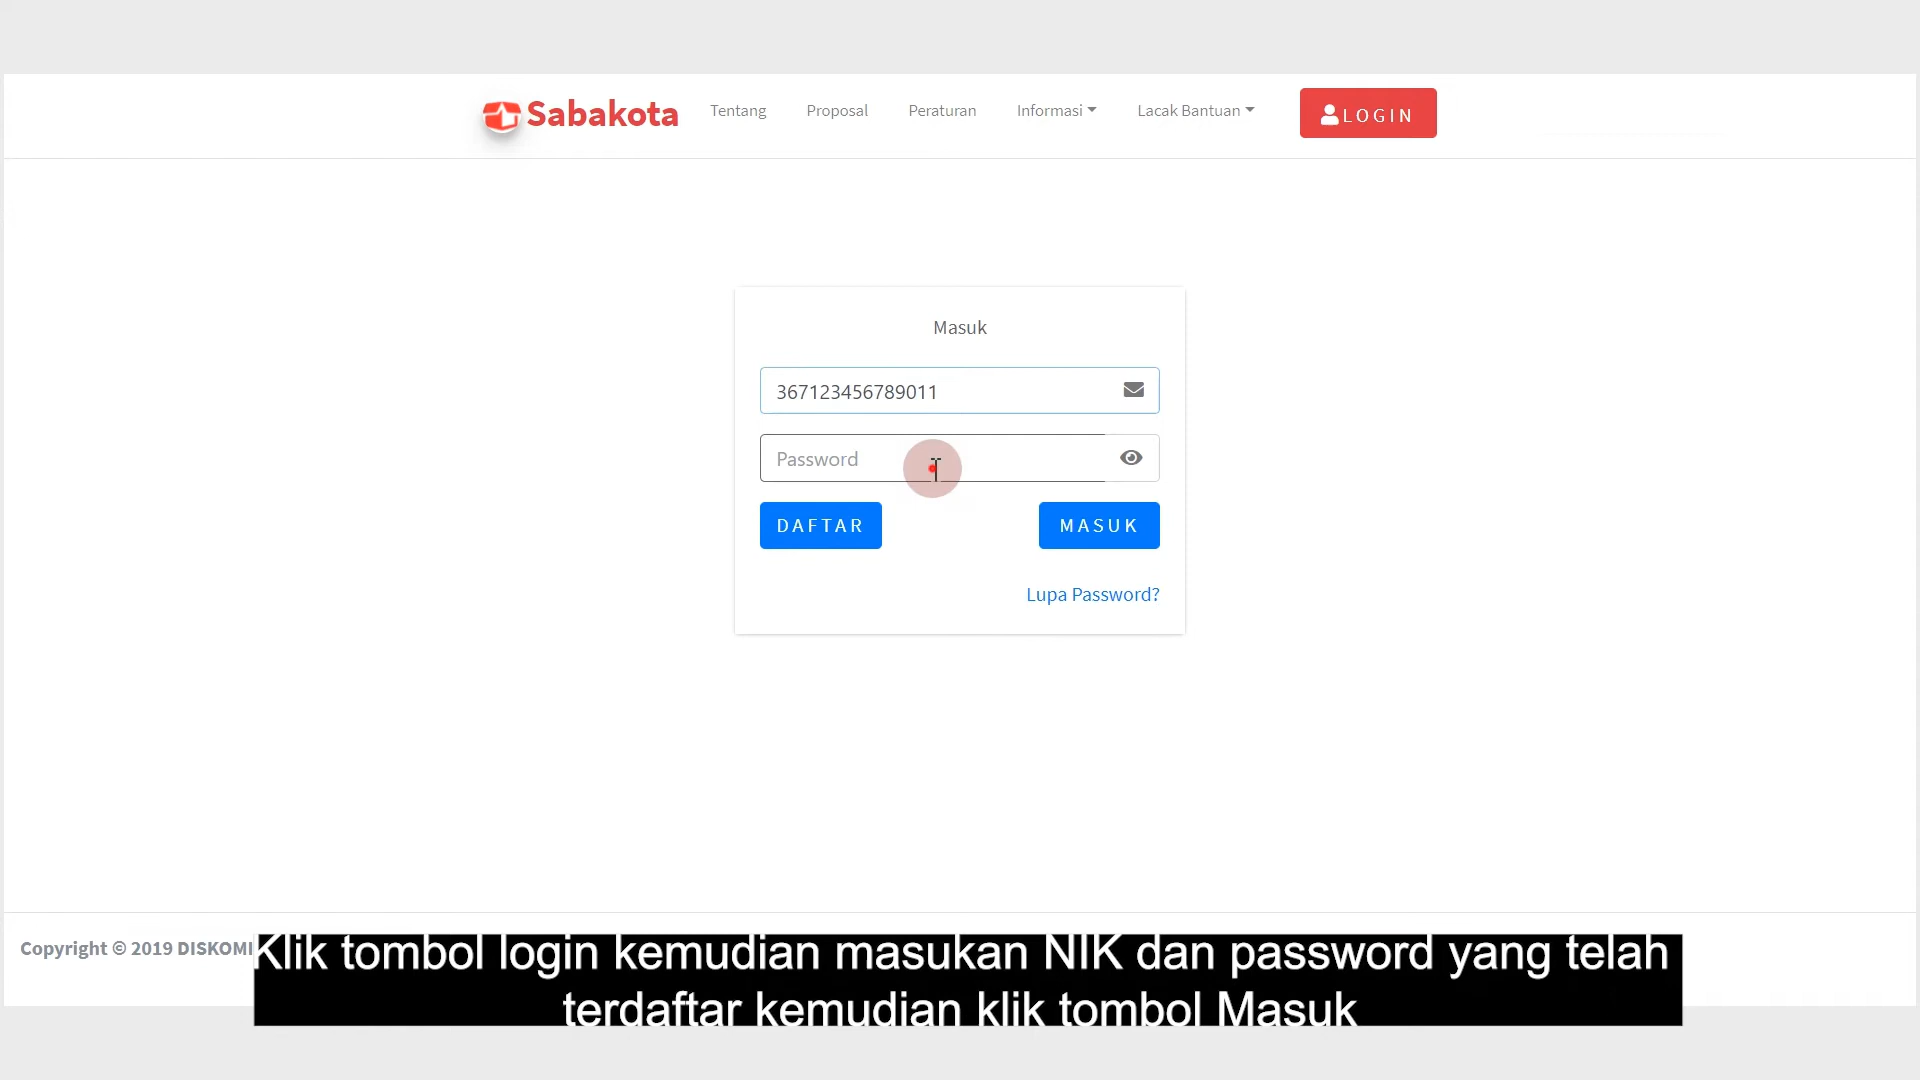 Sabakota Tentang Proposal Peraturan Informasi Lacak Bantuan LOGIN
Masuk
367123456789011
Password
DAFTAR MASUK
Lupa Password?
Copyright © 2019 DISKOMI
Klik tombol login kemudian masukan NIK dan password yang telah
terdaftar kemudian klik tombol Masuk